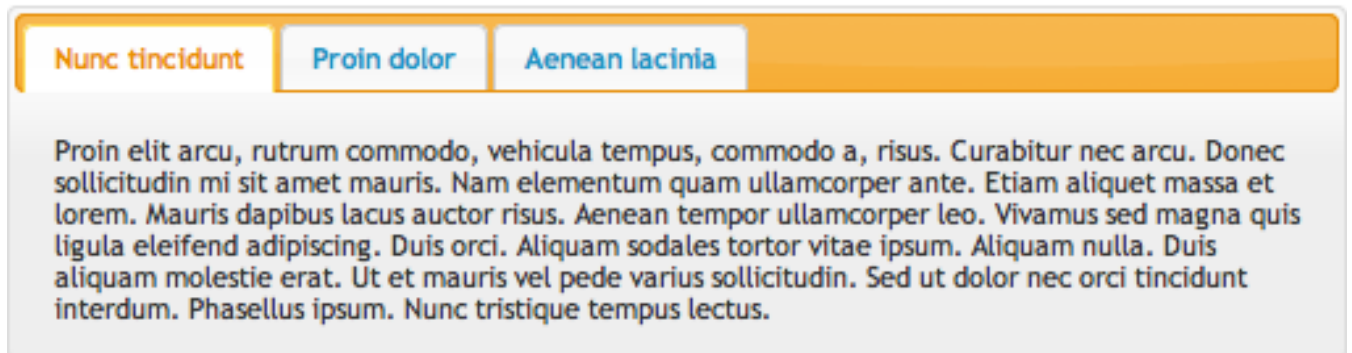 Nunc tincidunt Proin dolor Aenean lacinia
Proin elit arcu, rutrum commodo, vehicula tempus, commodo a, risus. Curabitur nec arcu. Donec
sollicitudin mi sit amet mauris. Nam elementum quam ullamcorper ante. Etiam aliquet massa et
lorem. Mauris dapibus lacus auctor risus. Aenean tempor ullamcorper leo. Vivamus sed magna quis
ligula eleifend adipiscing. Duis orci. Aliquam sodales tortor vitae ipsum. Aliquam nulla. Duis
aliquam molestie erat. Ut et mauris vel pede varius sollicitudin. Sed ut dolor nec orci tincidunt
interdum. Phasellus ipsum. Nunc tristique tempus lectus.